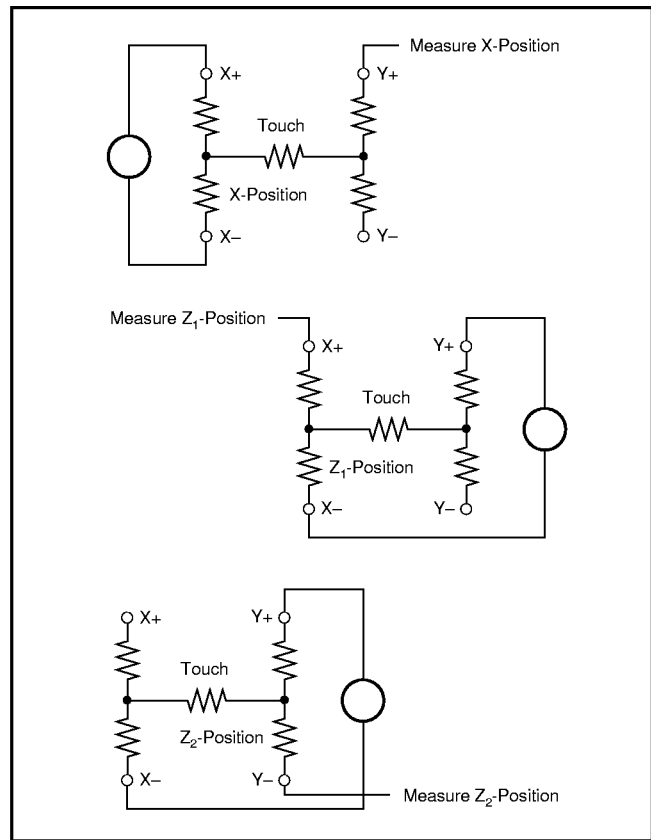 Measure X-Position
X+
Y+
Touch
X-Position
X–
Y–
Measure Z₁-Position
X+
Y+
Touch
Z₁-Position
X–
Y–
X+
Y+
Touch
Z₂-Position
X–
Y–
Measure Z₂-Position